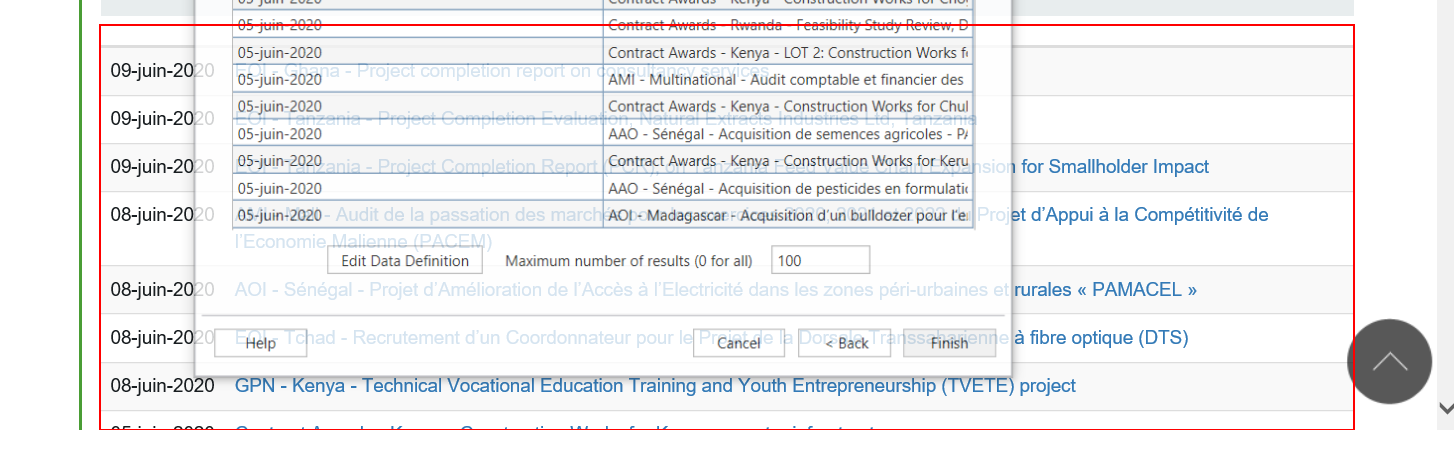 05-juin-2020 Contract Awards - Kenya - Construction Works for Chul
05-juin-2020 Contract Awards - Rwanda - Feasibility Study Review, D
05-juin-2020 Contract Awards - Kenya - LOT 2: Construction Works f
09-juin-2020 EOI - Ghana - Project completion report on consultancy services
05-juin-2020 AMI - Multinational - Audit comptable et financier des
05-juin-2020 Contract Awards - Kenya - Construction Works for Chul
09-juin-2020 EOI - Tanzania - Project Completion Evaluation, Natural Extracts Industries Ltd, Tanzania
05-juin-2020 AAO - Sénégal - Acquisition de semences agricoles - PA
05-juin-2020 Contract Awards - Kenya - Construction Works for Keru
09-juin-2020 EOI - Tanzania - Project Completion Report (PCR), on Tanzania Feed Value Chain Expansion for Smallholder Impact
05-juin-2020 AAO - Sénégal - Acquisition de pesticides en formulatic
05-juin-2020 AOI - Madagascar - Acquisition d'un bulldozer pour l'e
08-juin-2020 AMI - Mali - Audit de la passation des marchés Projet d'Appui à la Compétitivité de
l'Economie Malienne (PACEM)
Edit Data Definition Maximum number of results (0 for all) 100
08-juin-2020 AOI - Sénégal - Projet d'Amélioration de l'Accès à l'Electricité dans les zones péri-urbaines et rurales « PAMACEL »
08-juin-2020 EOI - Tchad - Recrutement d'un Coordonnateur pour le Projet de la Dorsale Transsaharienne à fibre optique (DTS)
Help Cancel < Back Finish
08-juin-2020 GPN - Kenya - Technical Vocational Education Training and Youth Entrepreneurship (TVETE) project
05-juin-2020 Contract Awards - Kenya - Construction Works for